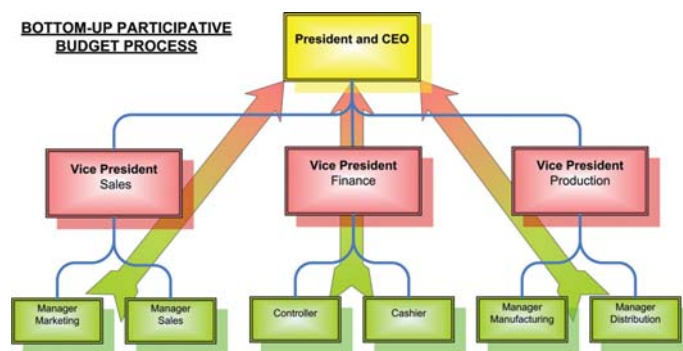 BOTTOM-UP PARTICIPATIVE
BUDGET PROCESS
President and CEO
Vice President
Sales
Vice President
Finance
Vice President
Production
Manager
Marketing
Manager
Sales
Controller
Cashier
Manager
Manufacturing
Manager
Distribution